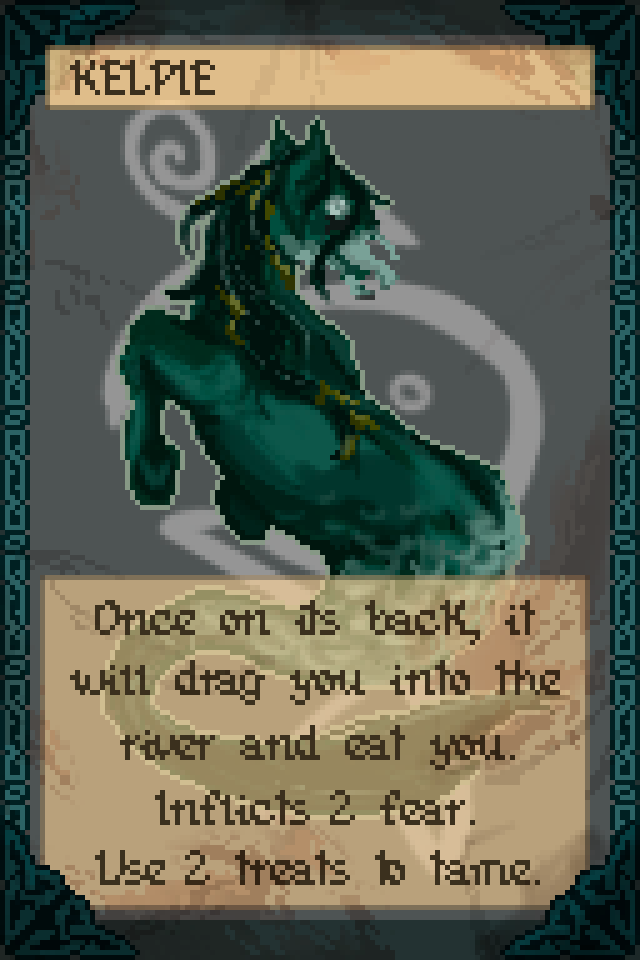 KELPIE
Once on its back, it
will drag you into the
river and eat you.
Inflicts 2 fear.
Use 2 treats to tame.